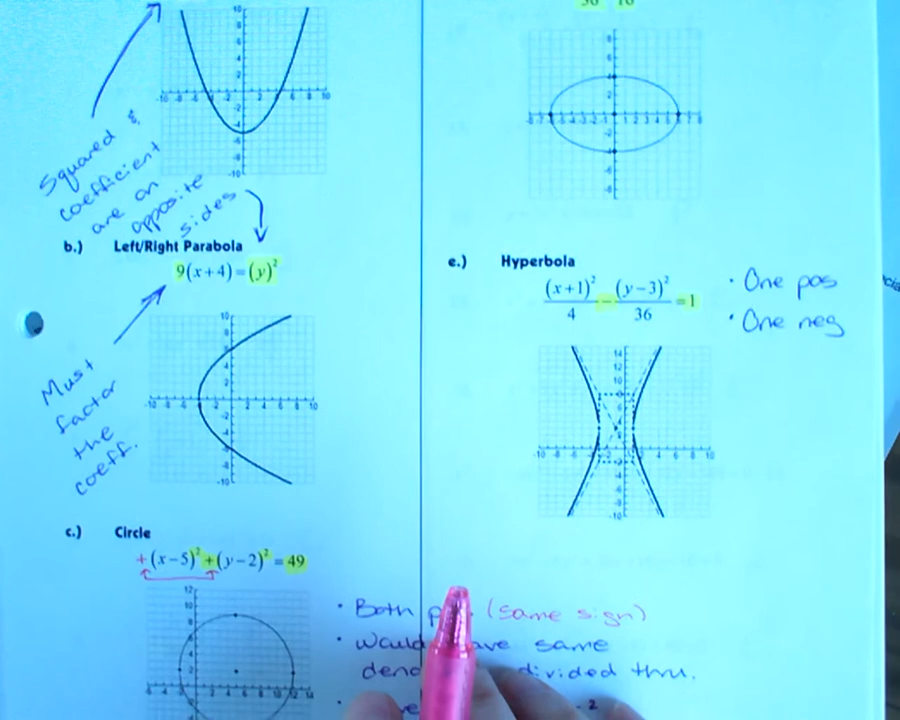 Squared &
coefficient
are on
opposite
sides
b.) Left/Right Parabola
9(x+4)=(y)²
Must
factor
the
coeff.
c.) Circle
+(x−5)²+(y−2)²=49
• Both (same sign)
• Would same
divided thru.
36 16
e.) Hyperbola
(x+1)²/4 − (y−3)²/36 = 1
• One pos
• One neg